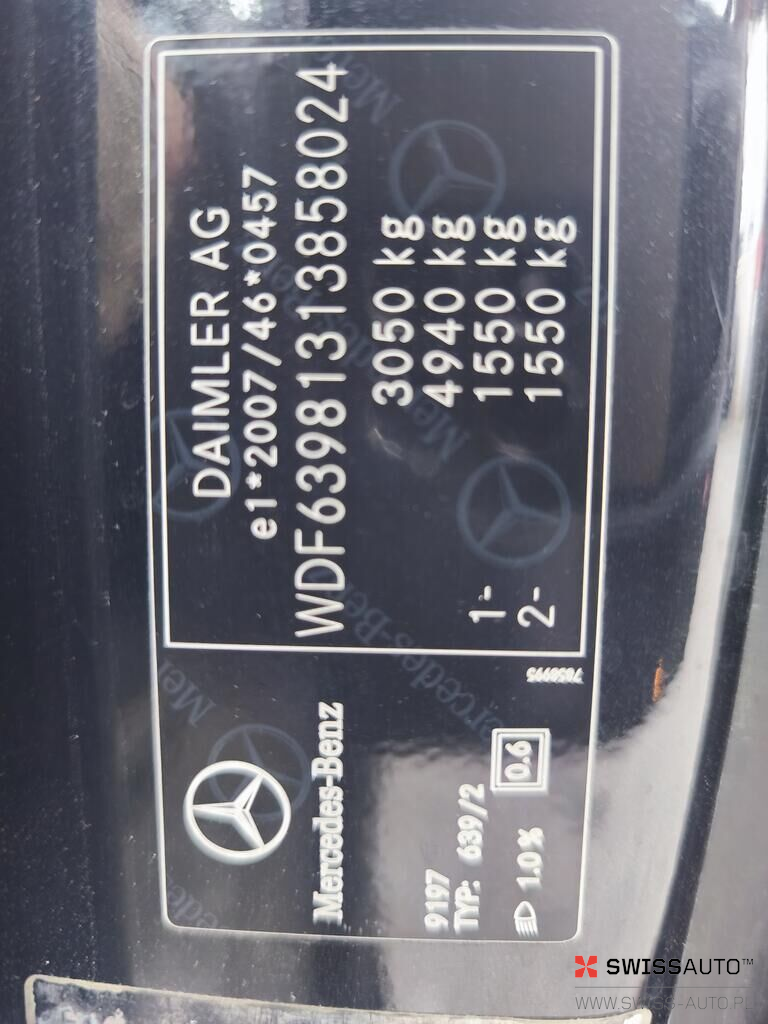 DAIMLER AG
e1*2007/46*0457
WDF63981313858024
3050 kg
4940 kg
1- 1550 kg
2- 1550 kg
Mercedes-Benz
9197
TYP: 639/2
1.0% 0.6
SWISSAUTO™
WWW.SWISS-AUTO.PL